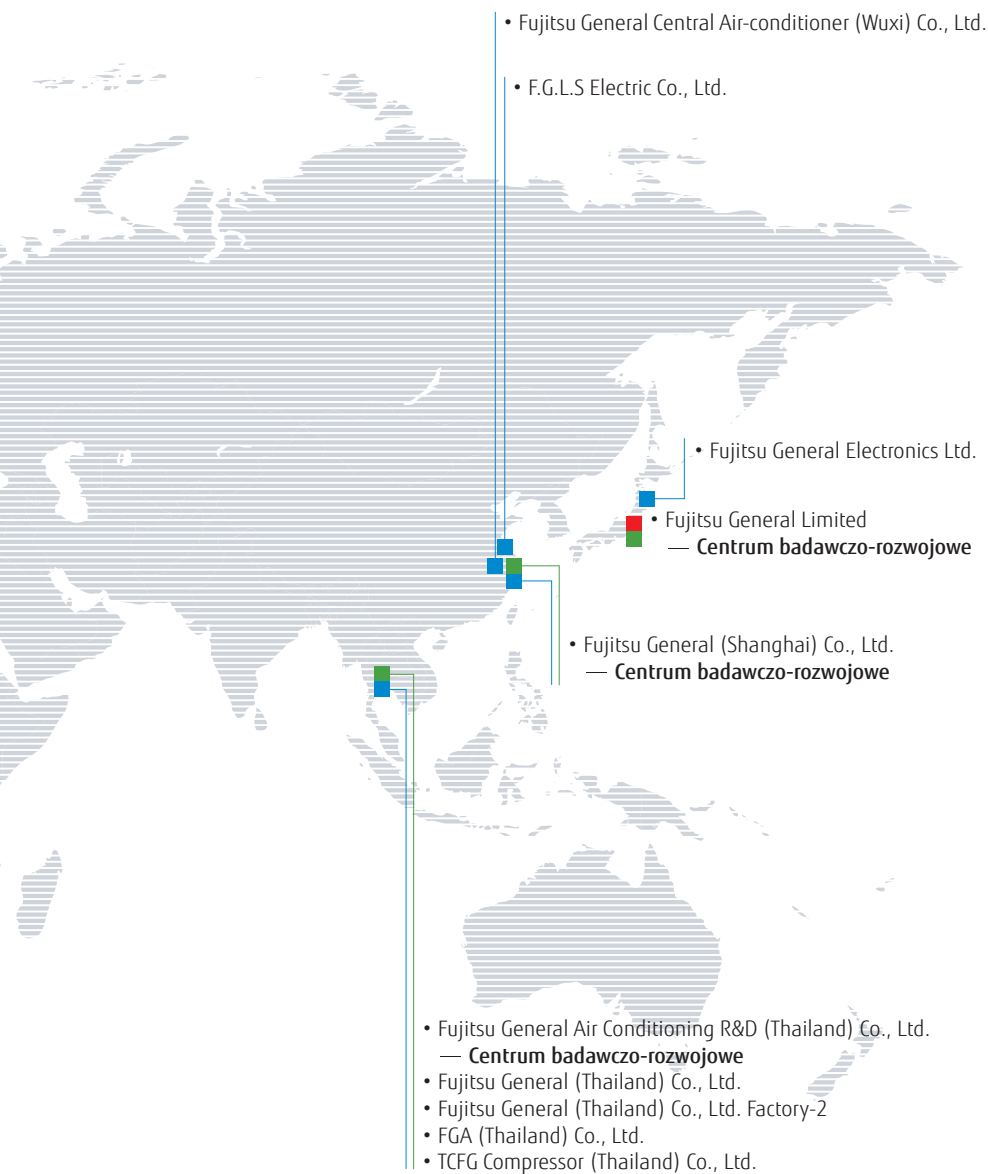 • Fujitsu General Central Air-conditioner (Wuxi) Co., Ltd.
• F.G.L.S Electric Co., Ltd.
• Fujitsu General Electronics Ltd.
• Fujitsu General Limited
— Centrum badawczo-rozwojowe
• Fujitsu General (Shanghai) Co., Ltd.
— Centrum badawczo-rozwojowe
• Fujitsu General Air Conditioning R&D (Thailand) Co., Ltd.
— Centrum badawczo-rozwojowe
• Fujitsu General (Thailand) Co., Ltd.
• Fujitsu General (Thailand) Co., Ltd. Factory-2
• FGA (Thailand) Co., Ltd.
• TCFG Compressor (Thailand) Co., Ltd.